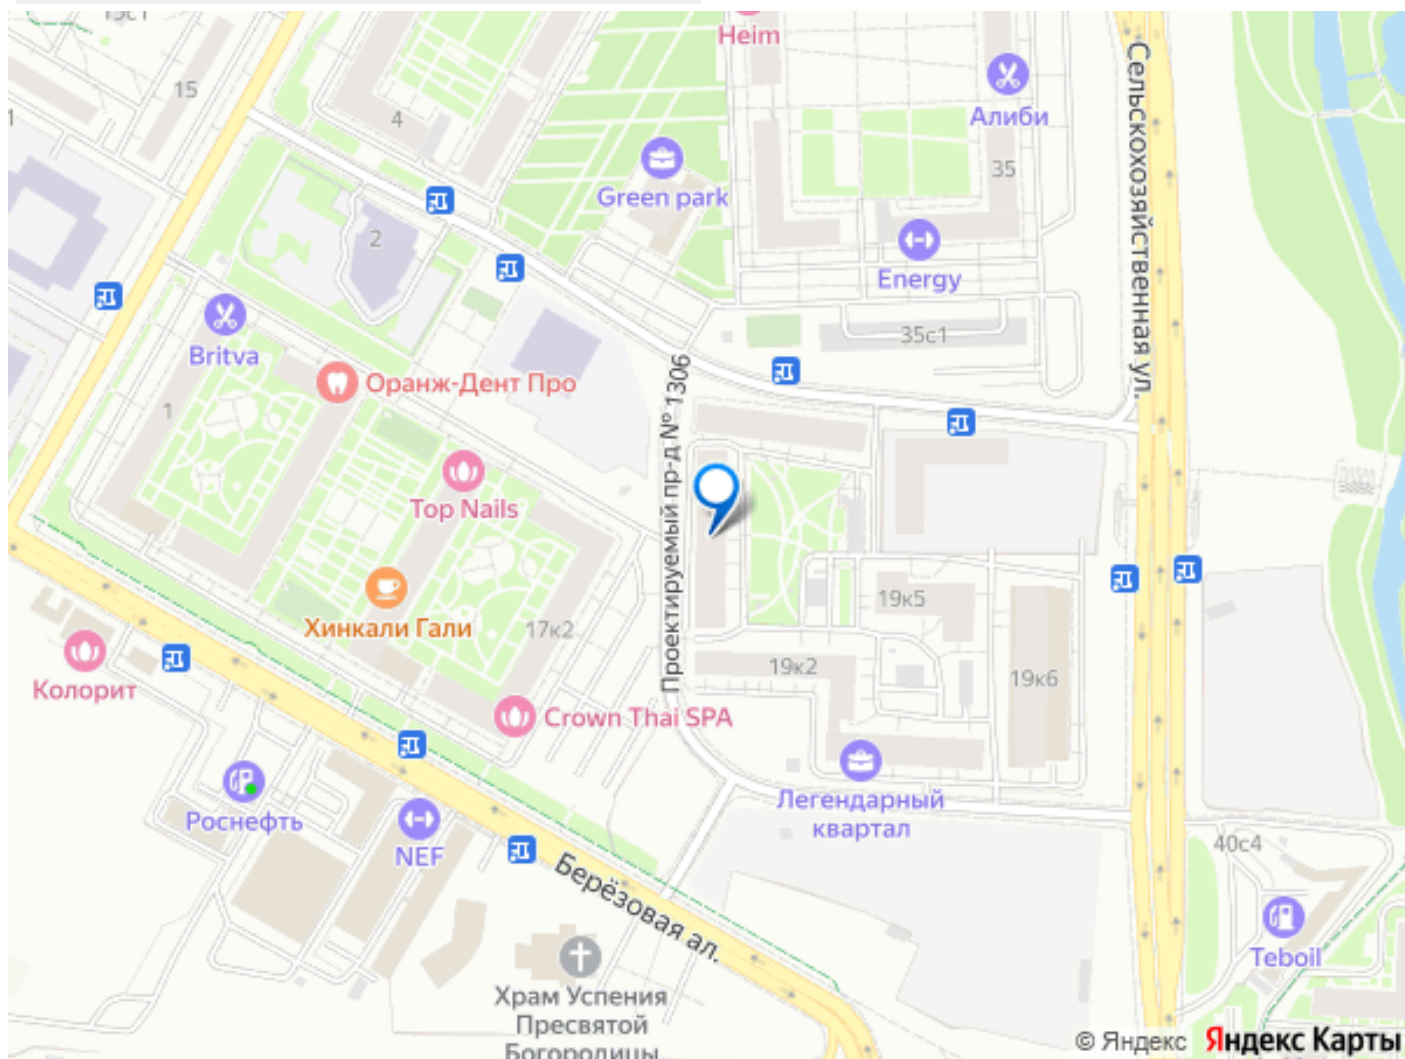 15с1
Heim
15
4
1
Алиби
35
Green park
2
Energy
35с1
Britva
Оранж-Дент Про
1
Top Nails
Хинкали Гали
17к2
Колорит
Crown Thai SPA
Роснефть
NEF
Проектируемый пр-д № 1306
19к5
19к2
19к6
Легендарный
квартал
Сельскохозяйственная ул.
Берёзовая ал.
40с4
Teboil
Храм Успения
Пресвятой
Богородицы
© Яндекс Яндекс Карты